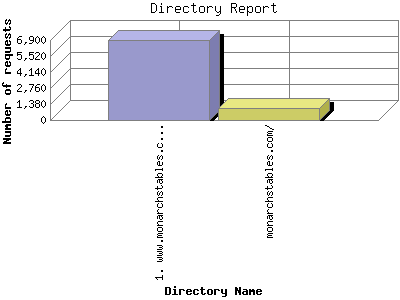 Directory Report
Number of requests
6,900
5,520
4,140
2,760
1,380
0
1. www.monarchstables.c...
monarchstables.com/
Directory Name